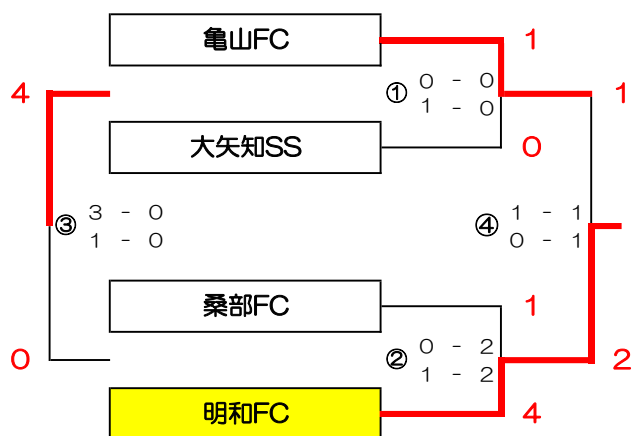 亀山FC
1
4
① 0 - 0
1 - 0
1
大矢知SS
0
③ 3 - 0
1 - 0
④ 1 - 1
0 - 1
桑部FC
1
② 0 - 2
1 - 2
0
2
明和FC
4